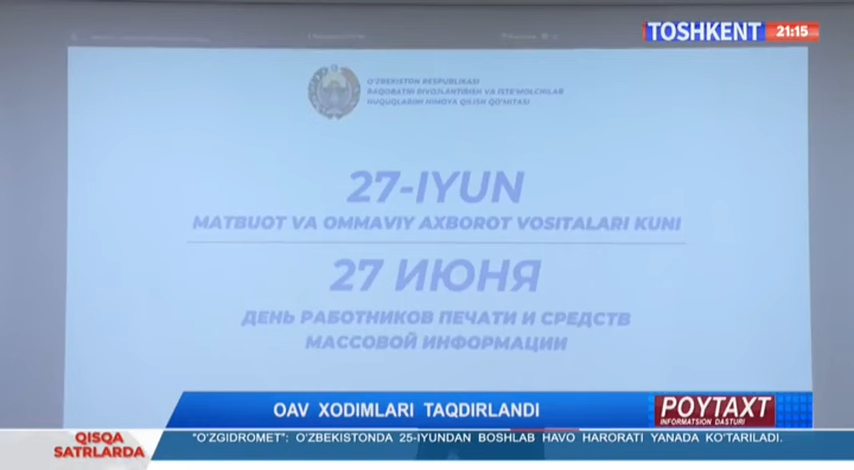 TOSHKENT 21:15
O'ZBEKISTON RESPUBLIKASI
RAQOBATNI RIVOJLANTIRISH VA ISTE'MOLCHILAR
HUQUQLARINI HIMOYA QILISH QO'MITASI
27-IYUN
MATBUOT VA OMMAVIY AXBOROT VOSITALARI KUNI
27 ИЮНЯ
ДЕНЬ РАБОТНИКОВ ПЕЧАТИ И СРЕДСТВ
МАССОВОЙ ИНФОРМАЦИИ
OAV XODIMLARI TAQDIRLANDI
POYTAXT
INFORMATSION DASTURI
QISQA
SATRLARDA
"O'ZGIDROMET": O'ZBEKISTONDA 25-IYUNDAN BOSHLAB HAVO HARORATI YANADA KO'TARILADI.